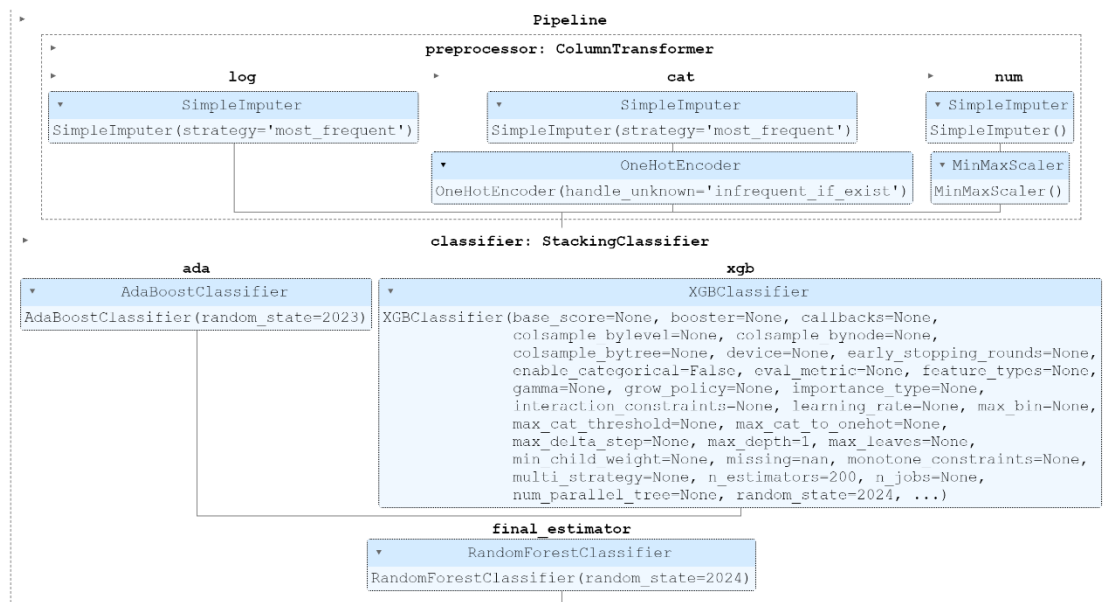 Pipeline
preprocessor: ColumnTransformer
log
cat
num
SimpleImputer
SimpleImputer
SimpleImputer
SimpleImputer(strategy='most_frequent')
SimpleImputer(strategy='most_frequent')
SimpleImputer()
OneHotEncoder
MinMaxScaler
OneHotEncoder(handle_unknown='infrequent_if_exist')
MinMaxScaler()
classifier: StackingClassifier
ada
xgb
AdaBoostClassifier
XGBClassifier
AdaBoostClassifier(random_state=2023)
XGBClassifier(base_score=None, booster=None, callbacks=None,
colsample_bylevel=None, colsample_bynode=None,
colsample_bytree=None, device=None, early_stopping_rounds=None,
enable_categorical=False, eval_metric=None, feature_types=None,
gamma=None, grow_policy=None, importance_type=None,
interaction_constraints=None, learning_rate=None, max_bin=None,
max_cat_threshold=None, max_cat_to_onehot=None,
max_delta_step=None, max_depth=1, max_leaves=None,
min_child_weight=None, missing=nan, monotone_constraints=None,
multi_strategy=None, n_estimators=200, n_jobs=None,
num_parallel_tree=None, random_state=2024, ...)
final_estimator
RandomForestClassifier
RandomForestClassifier(random_state=2024)